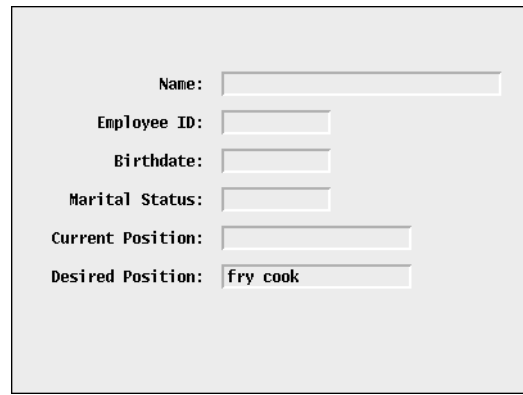 Name:
Employee ID:
Birthdate:
Marital Status:
Current Position:
Desired Position: fry cook